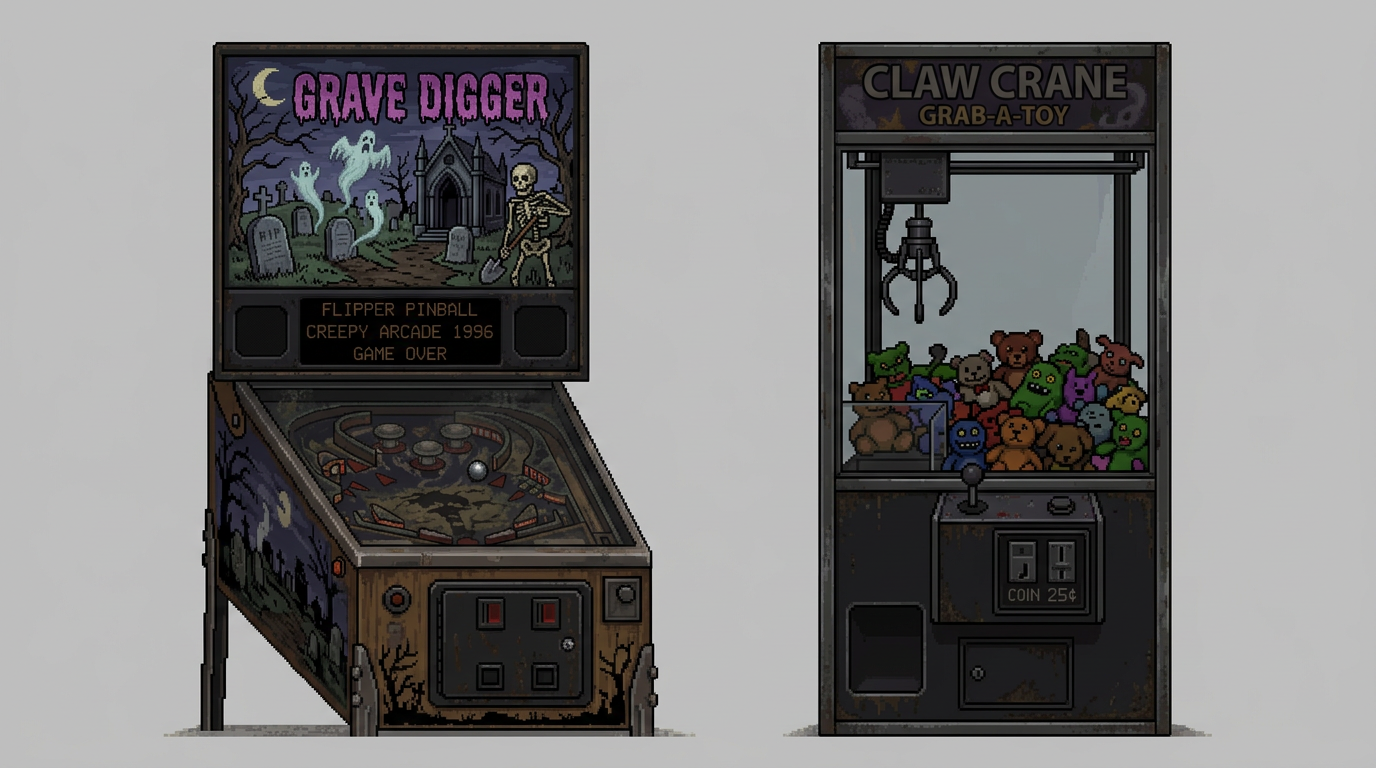 GRAVE DIGGER
RIP
FLIPPER PINBALL
CREEPY ARCADE 1996
GAME OVER
CLAW CRANE
GRAB-A-TOY
COIN 25¢